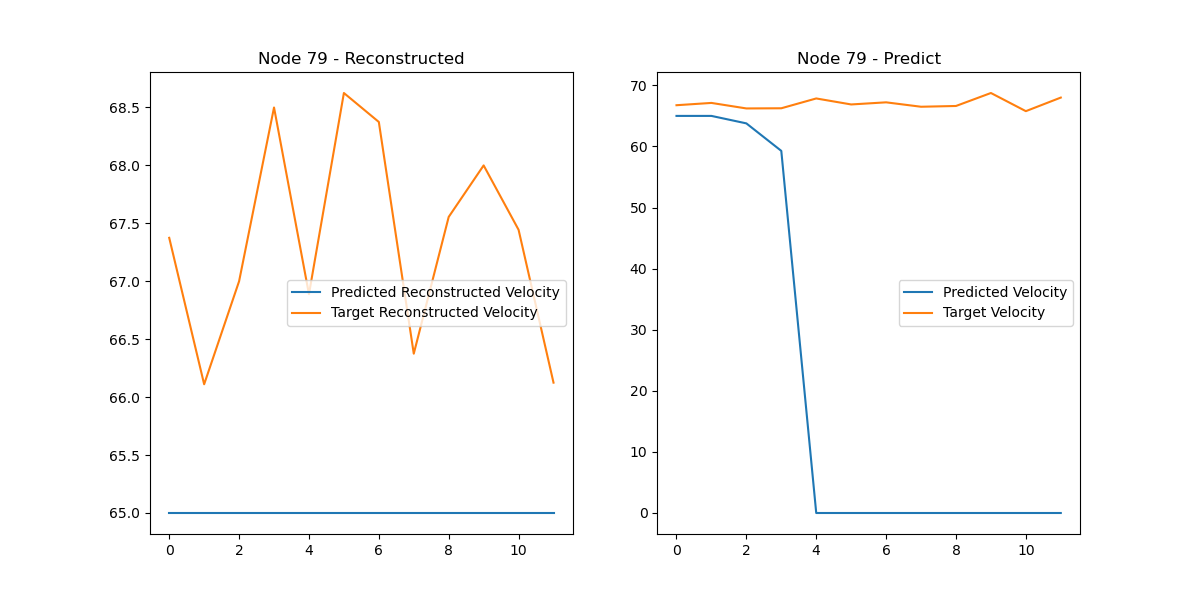 Node 79 - Reconstructed
68.5
68.0
67.5
67.0
66.5
66.0
65.5
65.0
0 2 4 6 8 10
Predicted Reconstructed Velocity
Target Reconstructed Velocity
Node 79 - Predict
70
60
50
40
30
20
10
0
0 2 4 6 8 10
Predicted Velocity
Target Velocity